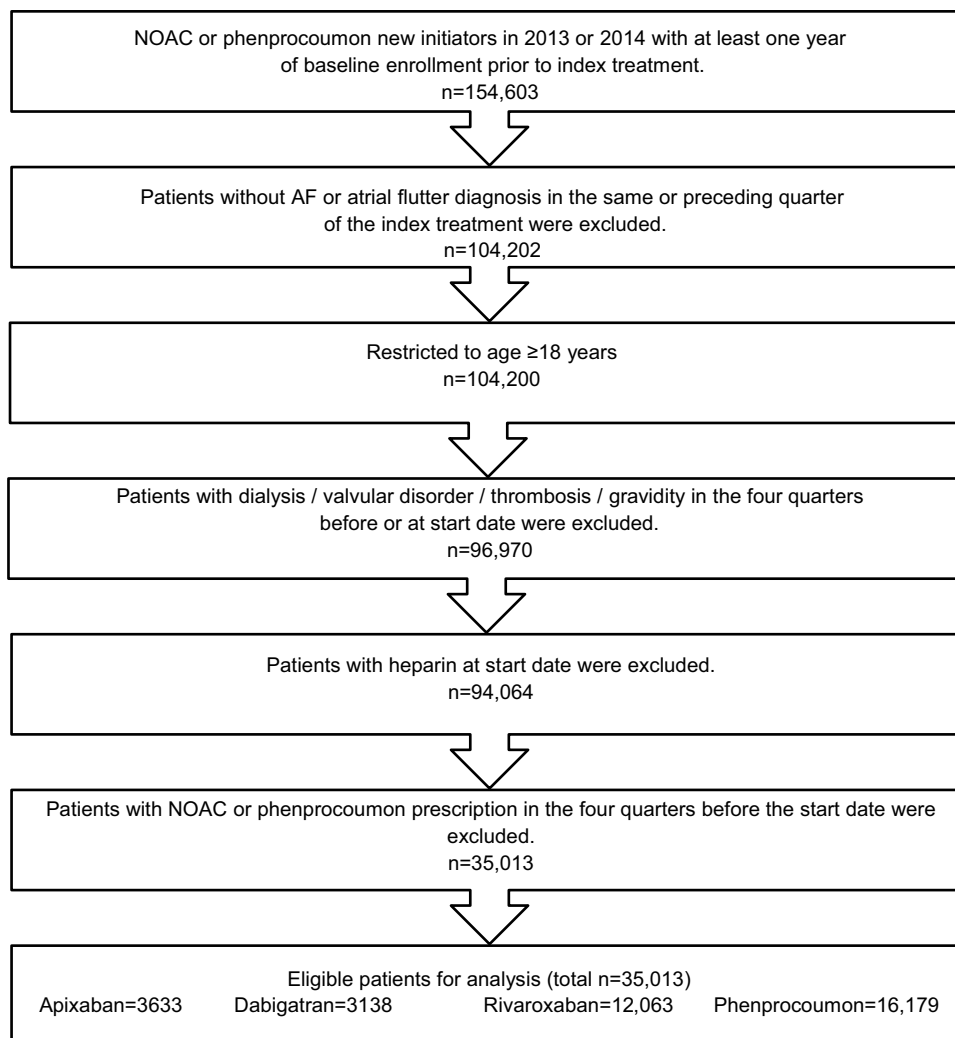 NOAC or phenprocoumon new initiators in 2013 or 2014 with at least one year
of baseline enrollment prior to index treatment.
n=154,603
Patients without AF or atrial flutter diagnosis in the same or preceding quarter
of the index treatment were excluded.
n=104,202
Restricted to age ≥18 years
n=104,200
Patients with dialysis / valvular disorder / thrombosis / gravidity in the four quarters
before or at start date were excluded.
n=96,970
Patients with heparin at start date were excluded.
n=94,064
Patients with NOAC or phenprocoumon prescription in the four quarters before the start date were
excluded.
n=35,013
Eligible patients for analysis (total n=35,013)
Apixaban=3633 Dabigatran=3138 Rivaroxaban=12,063 Phenprocoumon=16,179